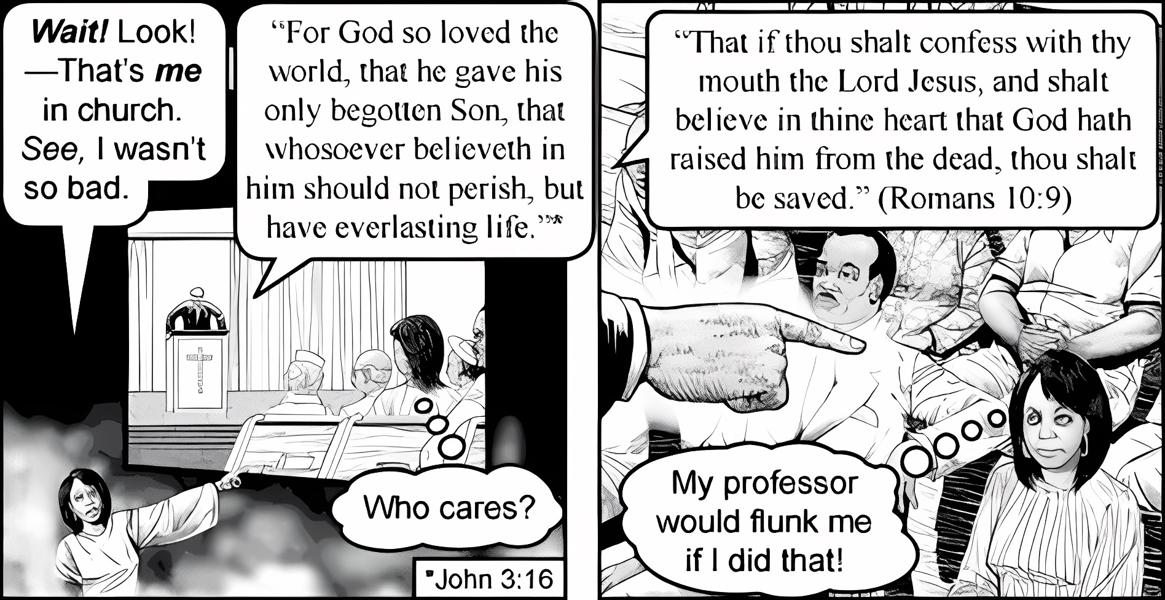 Wait! Look!
—That's me
in church.
See, I wasn't
so bad.
“For God so loved the
world, that he gave his
only begotten Son, that
whosoever believeth in
him should not perish, but
have everlasting life.”*
Who cares?
*John 3:16
“That if thou shalt confess with thy
mouth the Lord Jesus, and shalt
believe in thine heart that God hath
raised him from the dead, thou shalt
be saved.” (Romans 10:9)
My professor
would flunk me
if I did that!